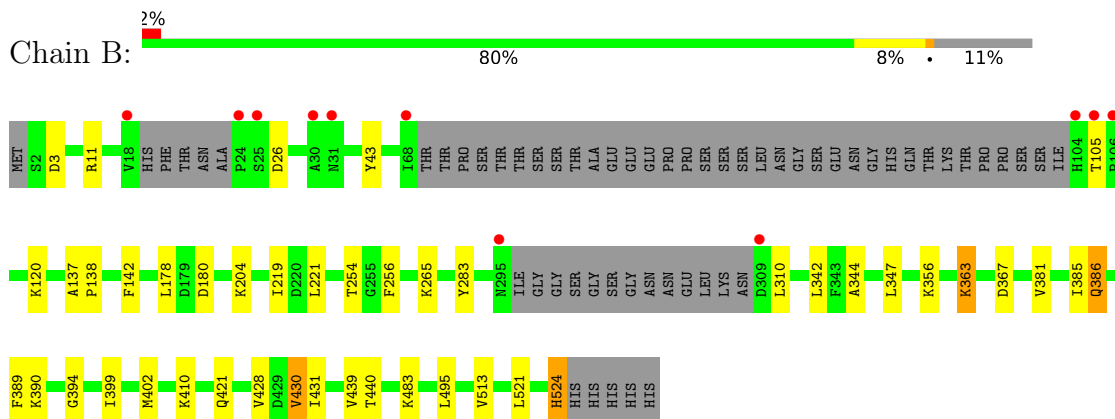 2%
Chain B:
80% 8% • 11%
MET S2 D3 R11 V18 HIS PHE THR ASN ALA P24 S25 D26 A30 N31 Y43 I68 THR THR PRO SER THR THR SER SER THR ALA GLU GLU GLU PRO PRO SER SER SER LEU ASN GLY SER GLU ASN GLY HIS GLN THR LYS THR PRO PRO SER SER ILE H104 T105
K120 A137 P138 F142 L178 D179 D180 K204 I219 D220 L221 T254 G255 F256 K265 Y283 N295 ILE GLY GLY SER GLY SER GLY ASN ASN GLU LEU LYS ASN D309 L310 L342 F343 A344 L347 K356 K363 D367 V381 I385 Q386
F389 K390 G394 I399 M402 K410 Q421 V428 D429 V430 I431 V439 T440 K483 L495 V513 L521 H524 HIS HIS HIS HIS HIS